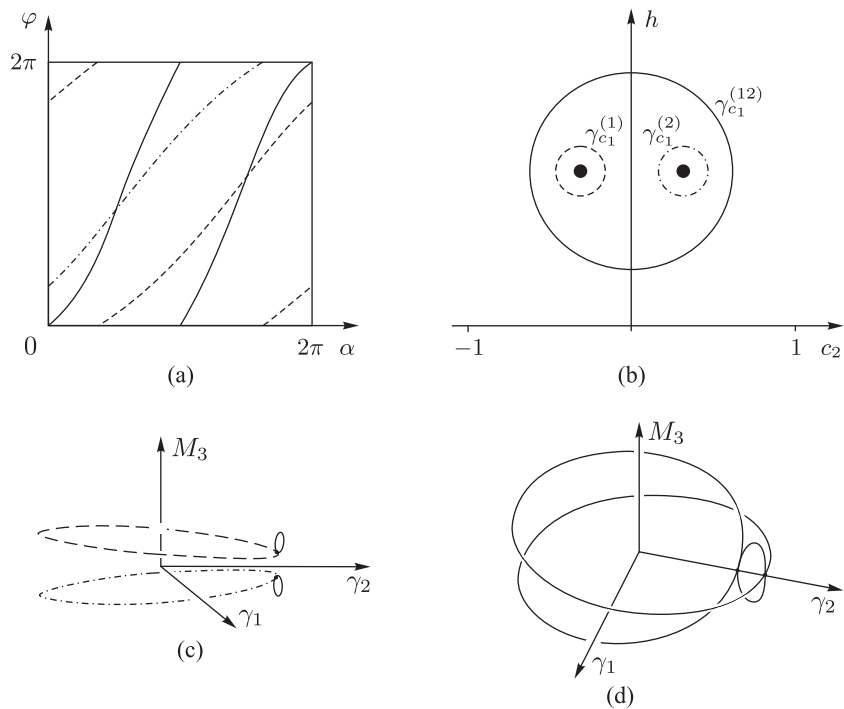 φ
2π
0
2π α
(a)
h
γ_{c_1}^{(12)}
γ_{c_1}^{(1)} γ_{c_1}^{(2)}
−1
1 c_2
(b)
M_3
γ_2
γ_1
(c)
M_3
γ_2
γ_1
(d)